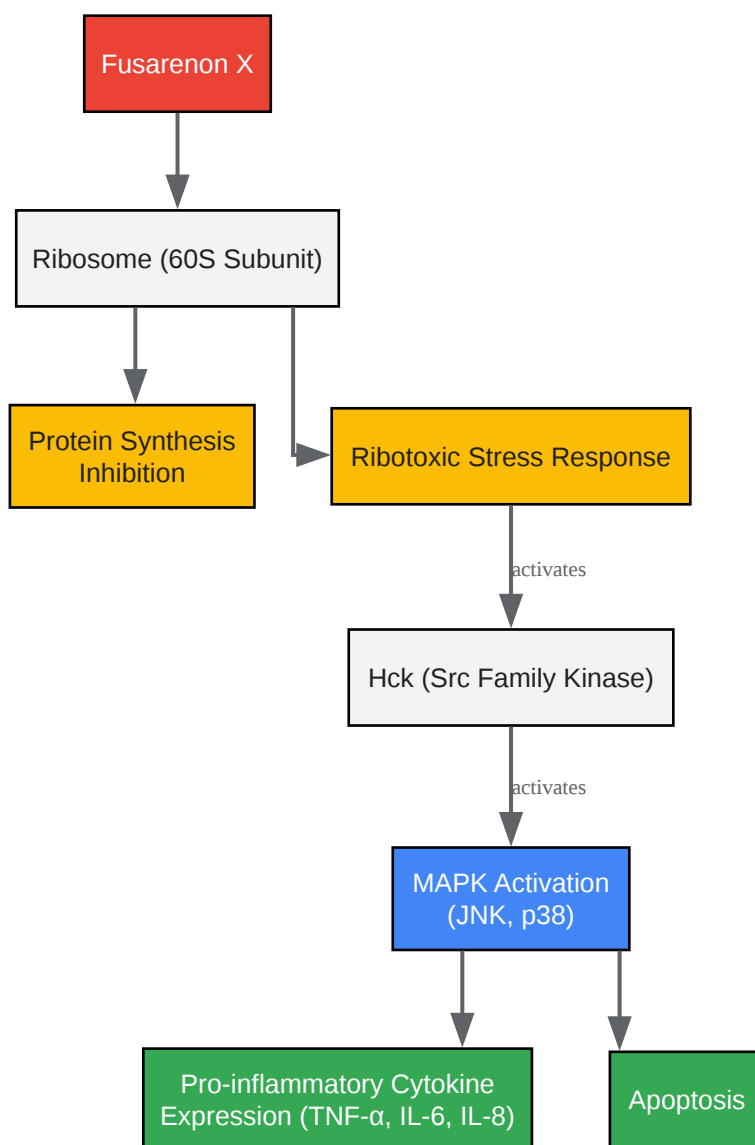 Fusarenon X
Ribosome (60S Subunit)
Protein Synthesis
Inhibition
Ribotoxic Stress Response
activates
Hck (Src Family Kinase)
activates
MAPK Activation
(JNK, p38)
Pro-inflammatory Cytokine
Expression (TNF-α, IL-6, IL-8)
Apoptosis